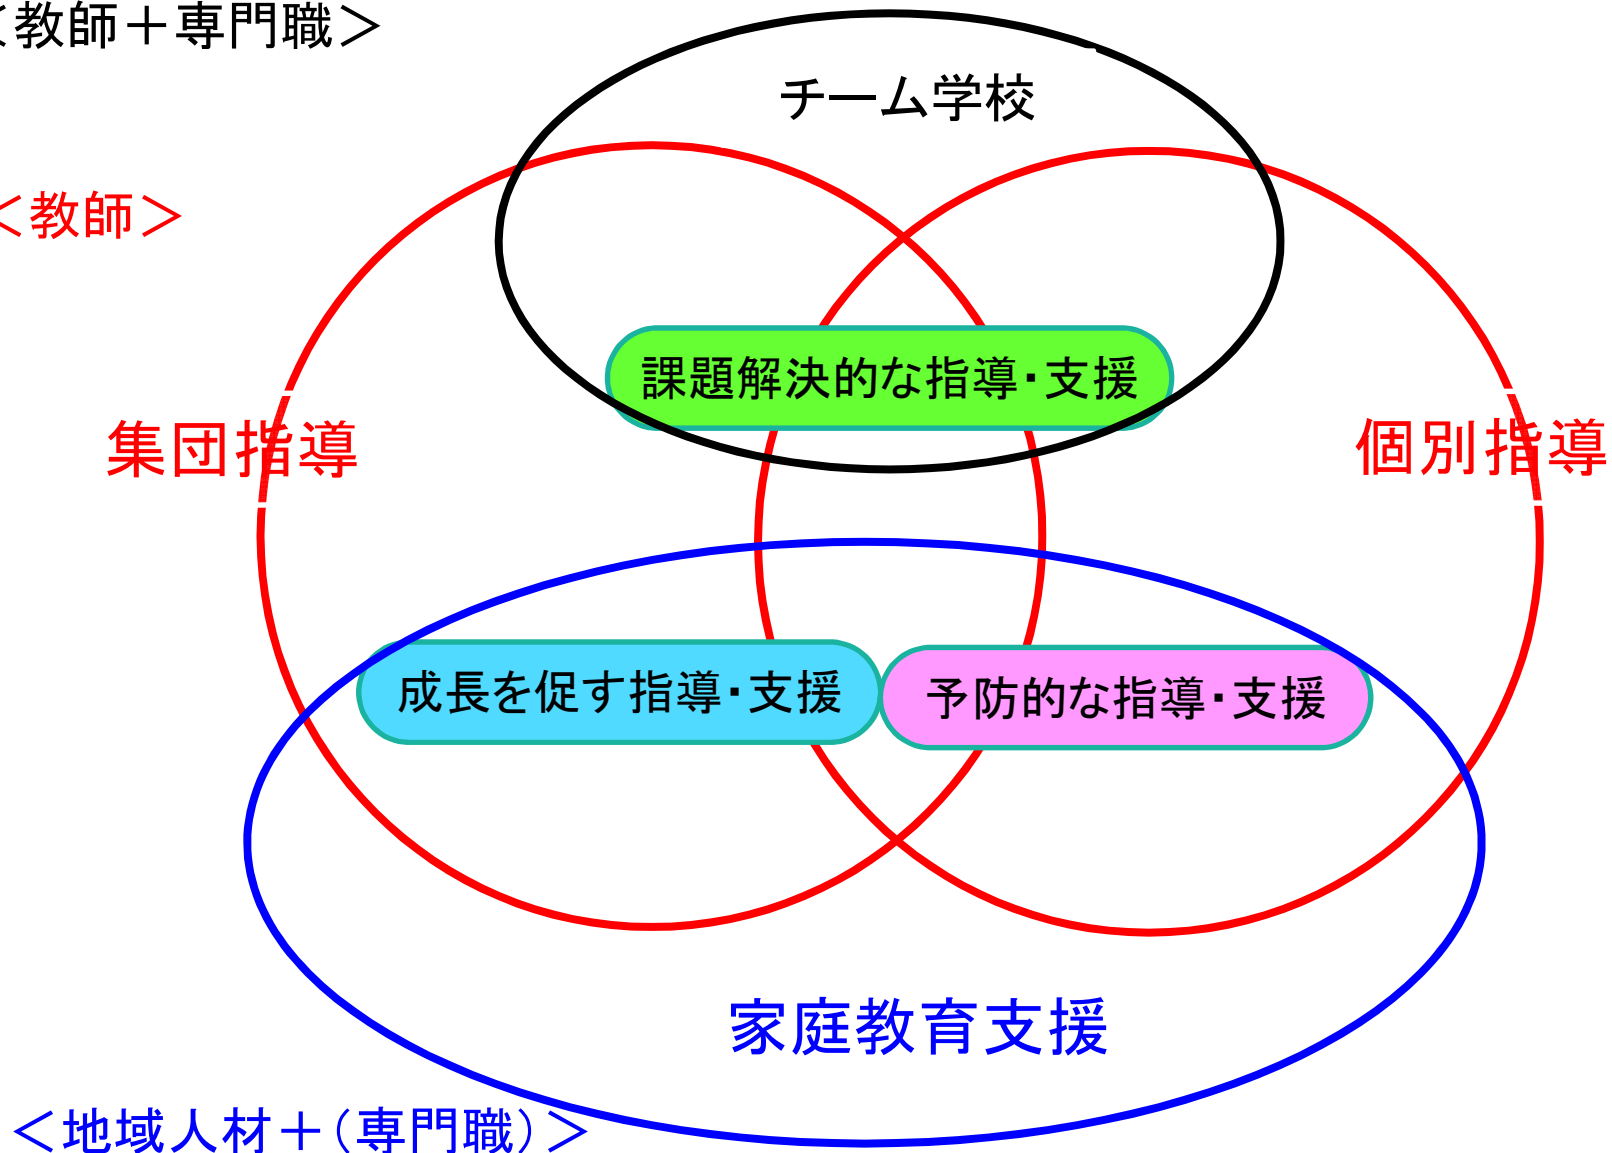 ＜教師＋専門職＞
チーム学校
＜教師＞
課題解決的な指導・支援
集団指導
個別指導
成長を促す指導・支援
予防的な指導・支援
家庭教育支援
＜地域人材＋（専門職）＞